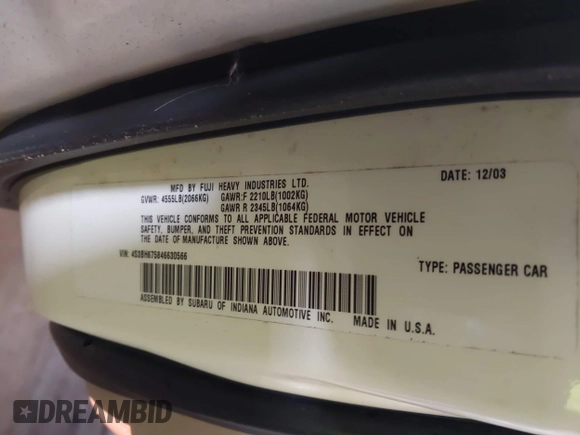 MFD BY FUJI HEAVY INDUSTRIES LTD. DATE: 12/03
GVWR: 4555LB(2066KG) GAWR:F 2210LB(1002KG)
GAWR R 2345LB(1064KG)
THIS VEHICLE CONFORMS TO ALL APPLICABLE FEDERAL MOTOR VEHICLE
SAFETY, BUMPER, AND THEFT PREVENTION STANDARDS IN EFFECT ON
THE DATE OF MANUFACTURE SHOWN ABOVE.
VIN: 4S3BH675846630566 TYPE: PASSENGER CAR
ASSEMBLED BY SUBARU OF INDIANA AUTOMOTIVE INC. MADE IN U.S.A.
DREAMBID